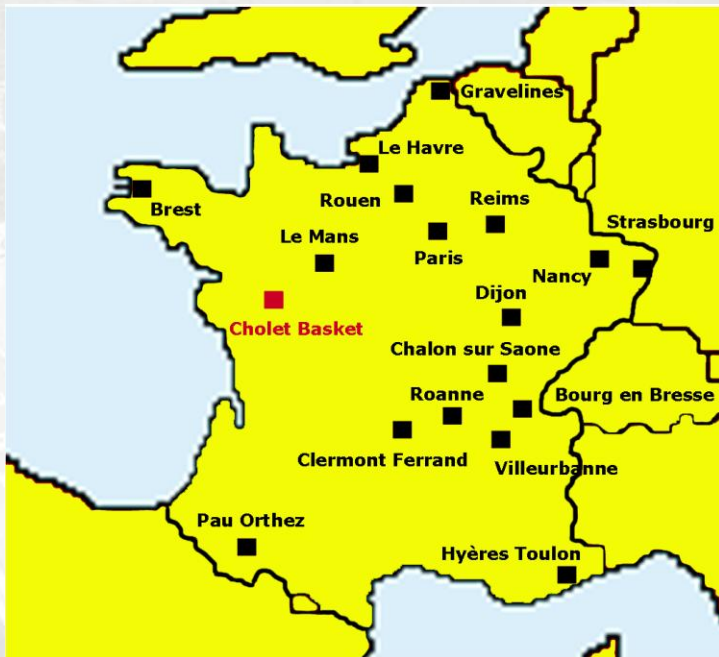 Gravelines
Le Havre
Rouen
Reims
Brest
Strasbourg
Le Mans
Paris
Nancy
Dijon
Cholet Basket
Chalon sur Saone
Roanne
Bourg en Bresse
Clermont Ferrand
Villeurbanne
Pau Orthez
Hyères Toulon